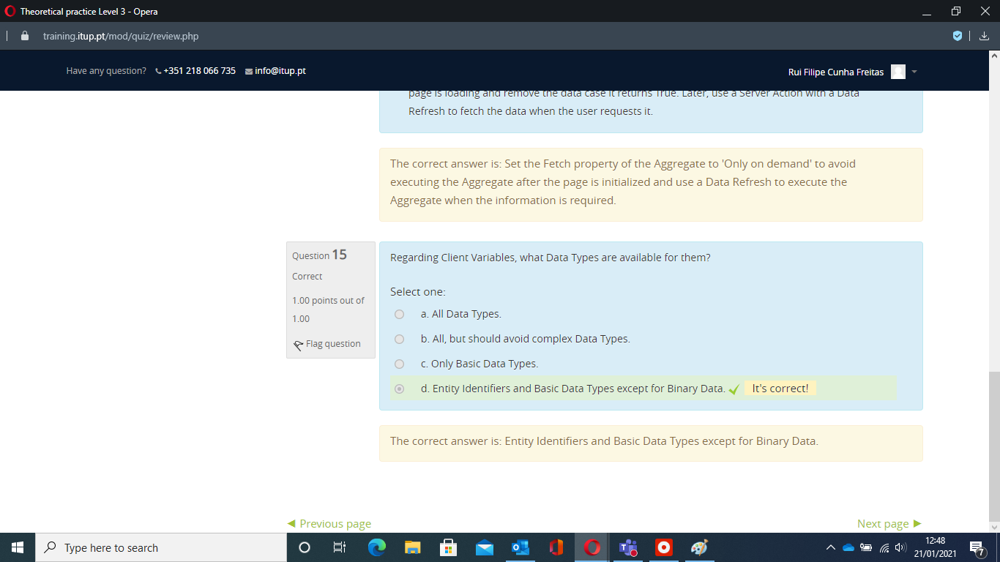 Theoretical practice Level 3 - Opera
training.itup.pt/mod/quiz/review.php
Have any question? +351 218 066 735 info@itup.pt
Rui Filipe Cunha Freitas
page is loading and remove the data case it returns True. Later, use a Server Action with a Data
Refresh to fetch the data when the user requests it.
The correct answer is: Set the Fetch property of the Aggregate to 'Only on demand' to avoid
executing the Aggregate after the page is initialized and use a Data Refresh to execute the
Aggregate when the information is required.
Question 15
Correct
1.00 points out of
1.00
Flag question
Regarding Client Variables, what Data Types are available for them?
Select one:
a. All Data Types.
b. All, but should avoid complex Data Types.
c. Only Basic Data Types.
d. Entity Identifiers and Basic Data Types except for Binary Data. It's correct!
The correct answer is: Entity Identifiers and Basic Data Types except for Binary Data.
◄ Previous page
Next page ►
Type here to search
12:48
21/01/2021
7